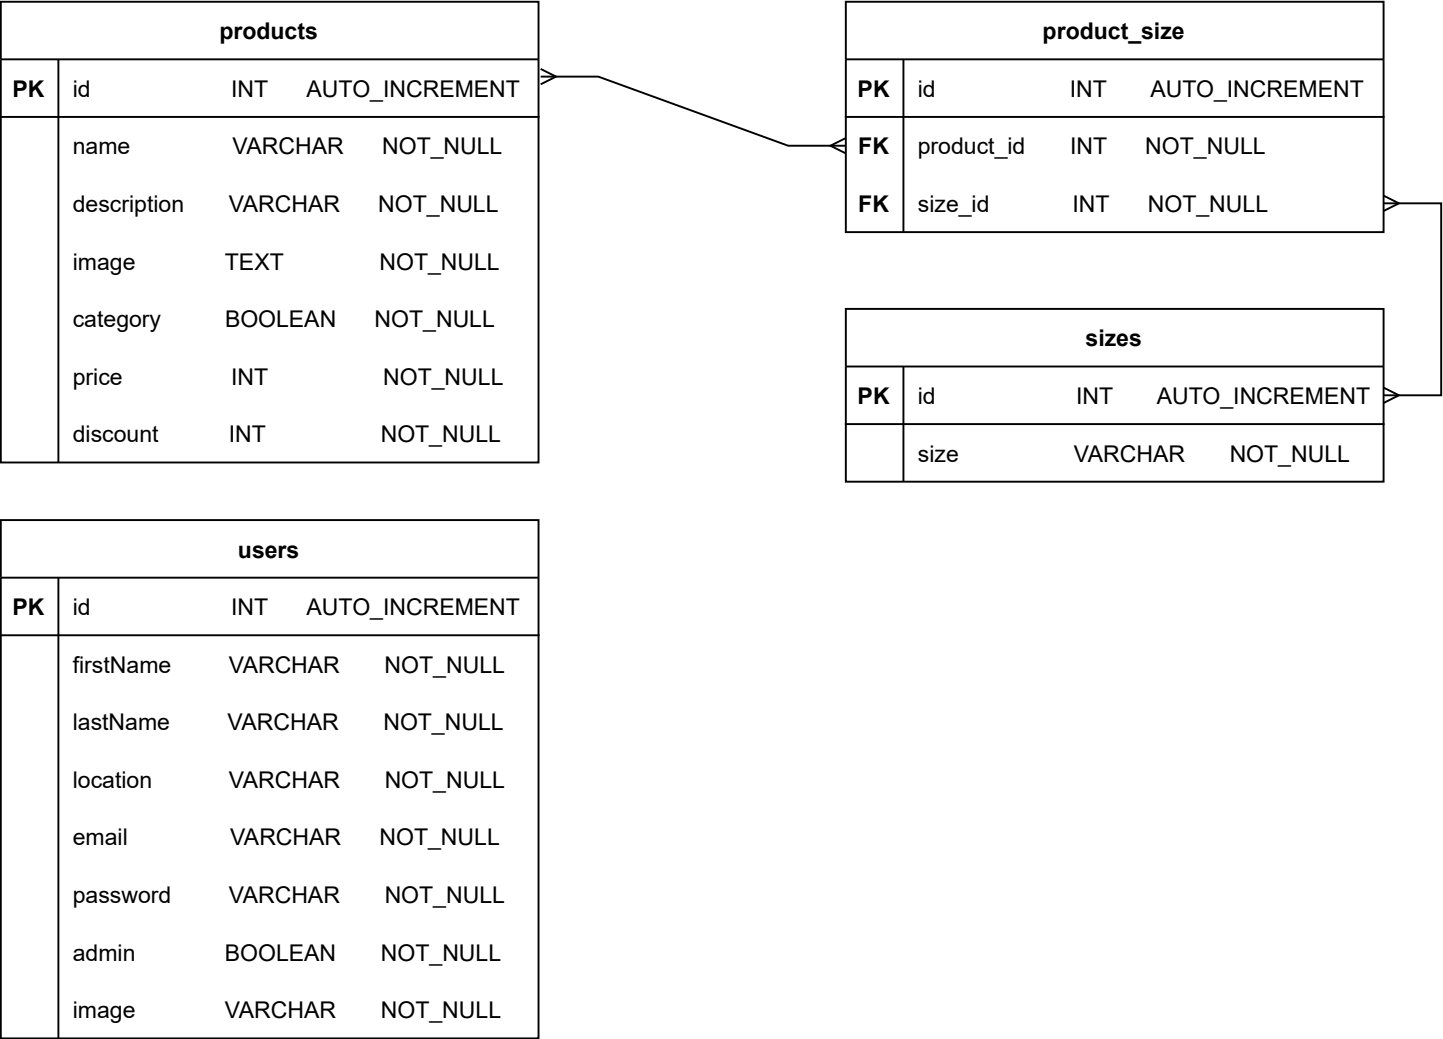 products
PK id INT AUTO_INCREMENT
name VARCHAR NOT_NULL
description VARCHAR NOT_NULL
image TEXT NOT_NULL
category BOOLEAN NOT_NULL
price INT NOT_NULL
discount INT NOT_NULL
product_size
PK id INT AUTO_INCREMENT
FK product_id INT NOT_NULL
FK size_id INT NOT_NULL
sizes
PK id INT AUTO_INCREMENT
size VARCHAR NOT_NULL
users
PK id INT AUTO_INCREMENT
firstName VARCHAR NOT_NULL
lastName VARCHAR NOT_NULL
location VARCHAR NOT_NULL
email VARCHAR NOT_NULL
password VARCHAR NOT_NULL
admin BOOLEAN NOT_NULL
image VARCHAR NOT_NULL